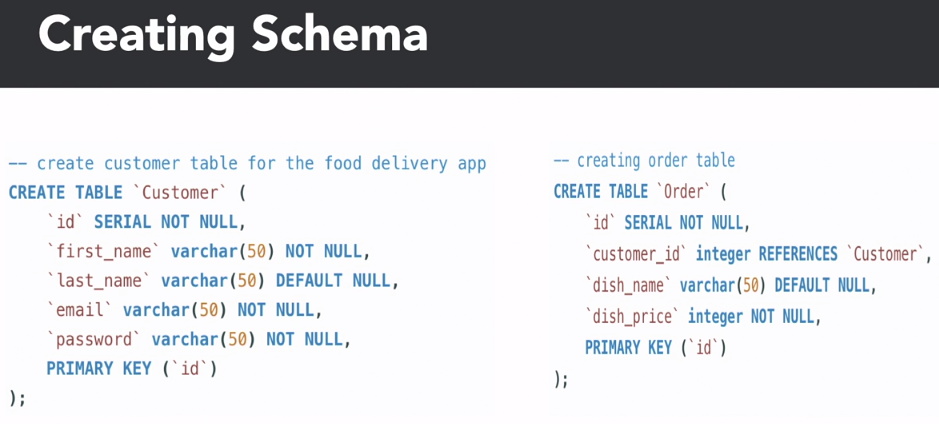 Creating Schema
-- create customer table for the food delivery app
CREATE TABLE `Customer` (
`id` SERIAL NOT NULL,
`first_name` varchar(50) NOT NULL,
`last_name` varchar(50) DEFAULT NULL,
`email` varchar(50) NOT NULL,
`password` varchar(50) NOT NULL,
PRIMARY KEY (`id`)
);
-- creating order table
CREATE TABLE `Order` (
`id` SERIAL NOT NULL,
`customer_id` integer REFERENCES `Customer`,
`dish_name` varchar(50) DEFAULT NULL,
`dish_price` integer NOT NULL,
PRIMARY KEY (`id`)
);